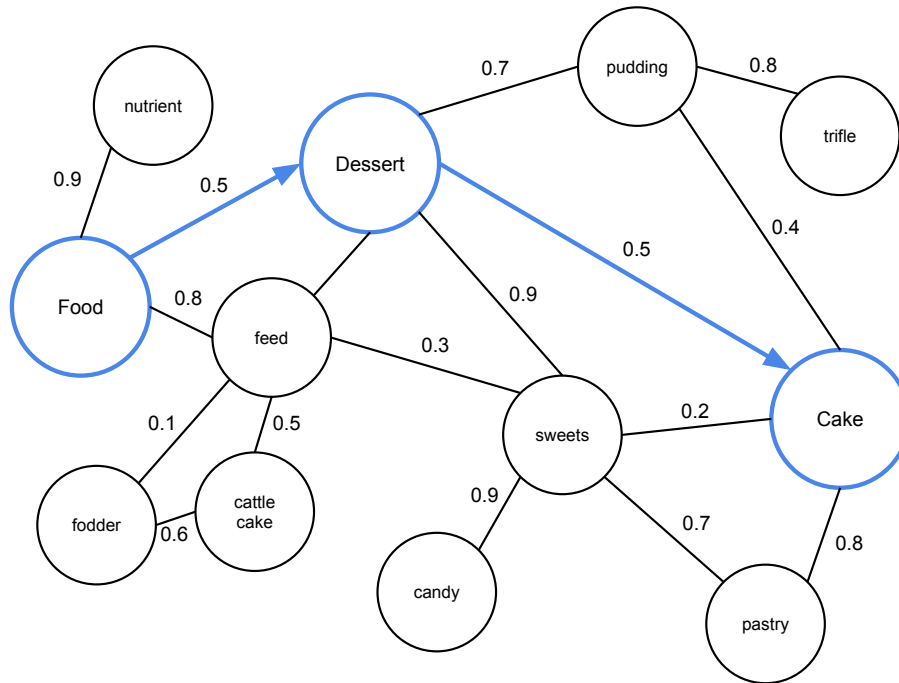 0.7
pudding
0.8
nutrient
trifle
Dessert
0.9
0.5
0.4
0.5
0.9
Food
0.8
feed
0.3
0.1
0.5
0.2
Cake
sweets
fodder
cattle
cake
0.6
0.9
0.7
0.8
candy
pastry